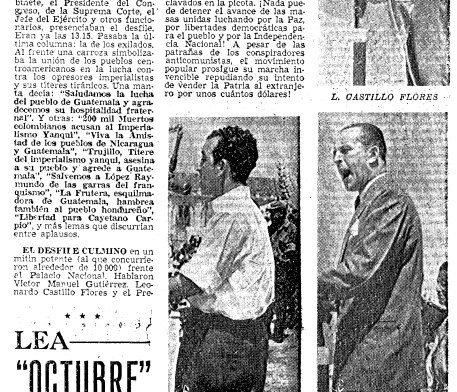 binete, el Presidente del Con-
greso, de la Suprema Corte, el
Jefe del Ejército y otros funcio-
narios, presenciaban el desfile.
Eran ya las 13.15. Pasaba la úl-
tima columna: la de los exilados.
Al frente una carroza simboliza-
ba la unión de los pueblos cen-
troamericanos en la lucha con-
tra los opresores imperialistas
y sus títeres tiránicos. Una man-
ta decía: "Saludamos la lucha
del pueblo de Guatemala y agra-
decemos su hospitalidad frater-
nal". Y otras: "200 mil Muertos
colombianos acusan al Imperia-
lismo Yanqui", "Viva la Amis-
tad de los pueblos de Nicaragua
y Guatemala", "Trujillo, Títere
del imperialismo yanqui, asesina
a su pueblo y agrede a Guate-
mala", "Salvemos a López Ray-
mundo de las garras del fran-
quismo", "La Frutera, esquilma-
dora de Guatemala, hambrea
también al pueblo hondureño",
"Libertad para Cayetano Car-
pio", y más lemas que discurrían
entre aplausos.
EL DESFILE CULMINO en un
mitin potente (al que concurrie-
ron alrededor de 10 000) frente
el Palacio Nacional. Hablaron
Víctor Manuel Gutiérrez, Leo-
nardo Castillo Flores y el Pre-
* * *
LEA
"OCTUBRE"
clavados en la picota. ¡Nada pue-
de detener el avance de las ma-
sas unidas luchando por la Paz,
por libertades democráticas pa-
ra el pueblo y por la Independen-
cia Nacional! A pesar de las
patrañas de los conspiradores
anticomunistas, el movimiento
popular prosigue su marcha in-
vencible repudiando su intento
de vender la Patria al extranje-
ro por unos cuántos dólares!
L. CASTILLO FLORES